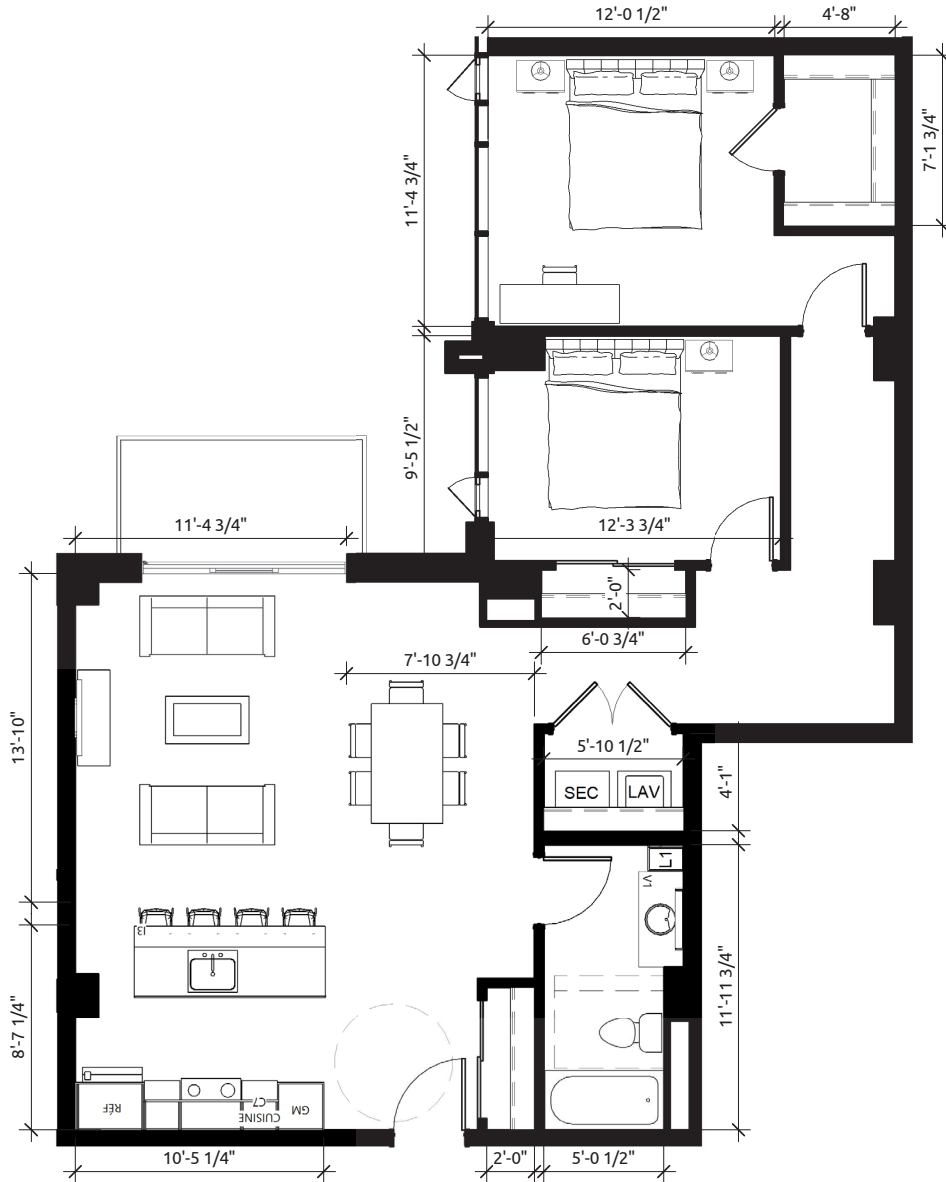 12'-0 1/2"
4'-8"
11'-4 3/4"
7'-1 3/4"
9'-5 1/2"
11'-4 3/4"
12'-3 3/4"
2'-0"
6'-0 3/4"
7'-10 3/4"
13'-10"
5'-10 1/2"
SEC
LAV
4'-1"
L1
V1
I3
11'-11 3/4"
8'-7 1/4"
RÉF
CUISINE
C7
GM
10'-5 1/4"
2'-0"
5'-0 1/2"